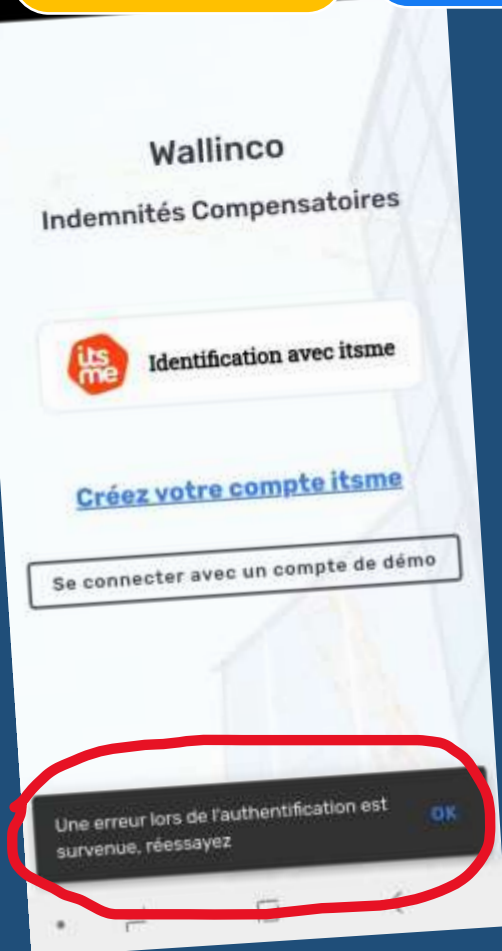 Wallinco
Indemnités Compensatoires
its
me
Identification avec itsme
Créez votre compte itsme
Se connecter avec un compte de démo
Une erreur lors de l'authentification est
survenue, réessayez
OK